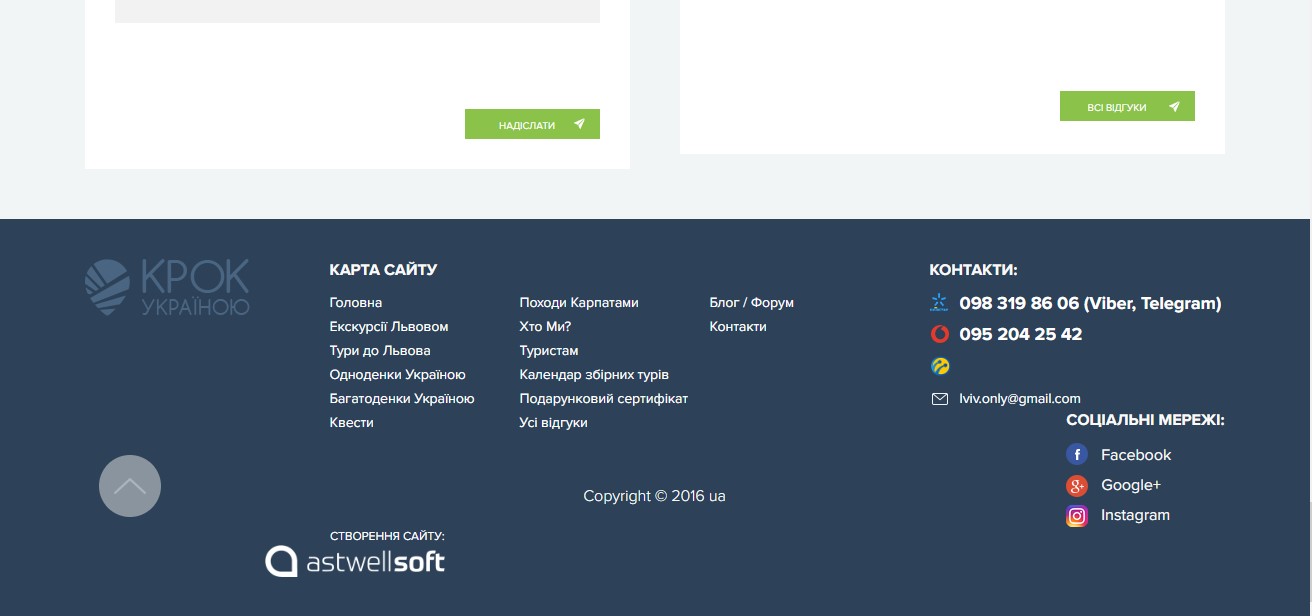 НАДІСЛАТИ
ВСІ ВІДГУКИ
КРОК
УКРАЇНОЮ
КАРТА САЙТУ
Головна
Екскурсії Львовом
Тури до Львова
Одноденки Україною
Багатоденки Україною
Квести
Походи Карпатами
Хто Ми?
Туристам
Календар збірних турів
Подарунковий сертифікат
Усі відгуки
Блог / Форум
Контакти
КОНТАКТИ:
098 319 86 06 (Viber, Telegram)
095 204 25 42
lviv.only@gmail.com
СОЦІАЛЬНІ МЕРЕЖІ:
Facebook
Google+
Instagram
Copyright © 2016 ua
СТВОРЕННЯ САЙТУ:
astwellsoft